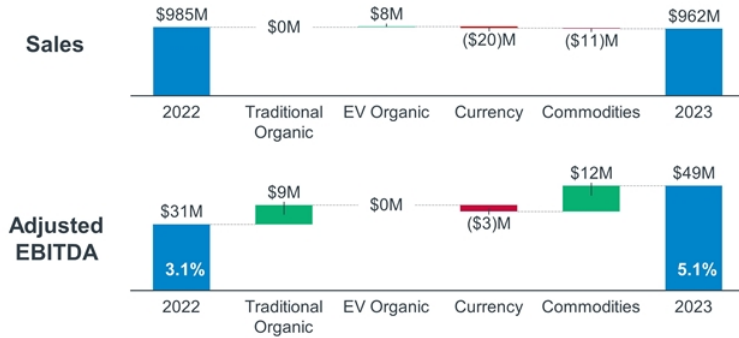 $985M $0M $8M ($20)M ($11)M $962M
Sales
2022 Traditional Organic EV Organic Currency Commodities 2023
$31M $9M $0M ($3)M $12M $49M
Adjusted
EBITDA
3.1% 5.1%
2022 Traditional Organic EV Organic Currency Commodities 2023